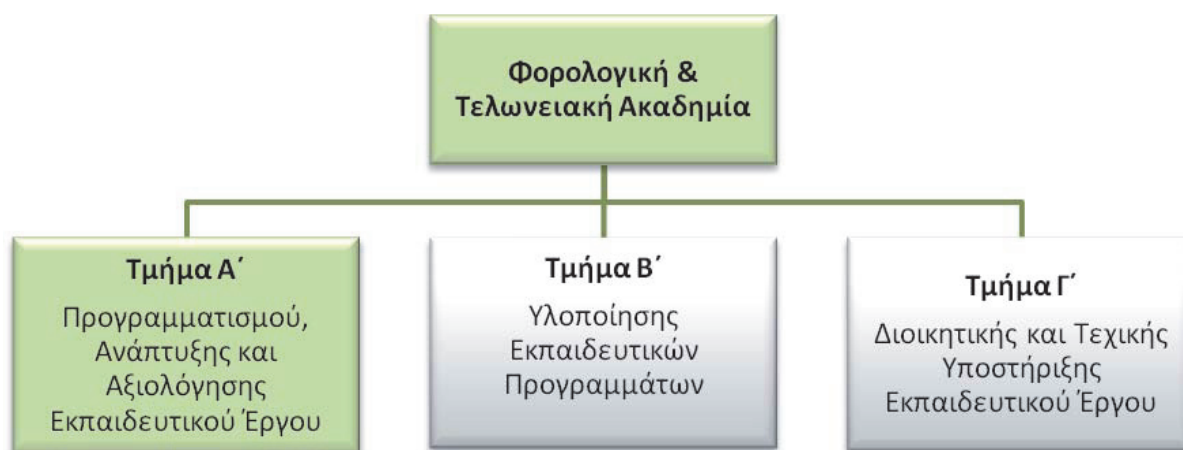 Φορολογική &
Τελωνειακή Ακαδημία
Τμήμα Α΄
Προγραμματισμού,
Ανάπτυξης και
Αξιολόγησης
Εκπαιδευτικού Έργου
Τμήμα Β΄
Υλοποίησης
Εκπαιδευτικών
Προγραμμάτων
Τμήμα Γ΄
Διοικητικής και Τεχικής
Υποστήριξης
Εκπαιδευτικού Έργου